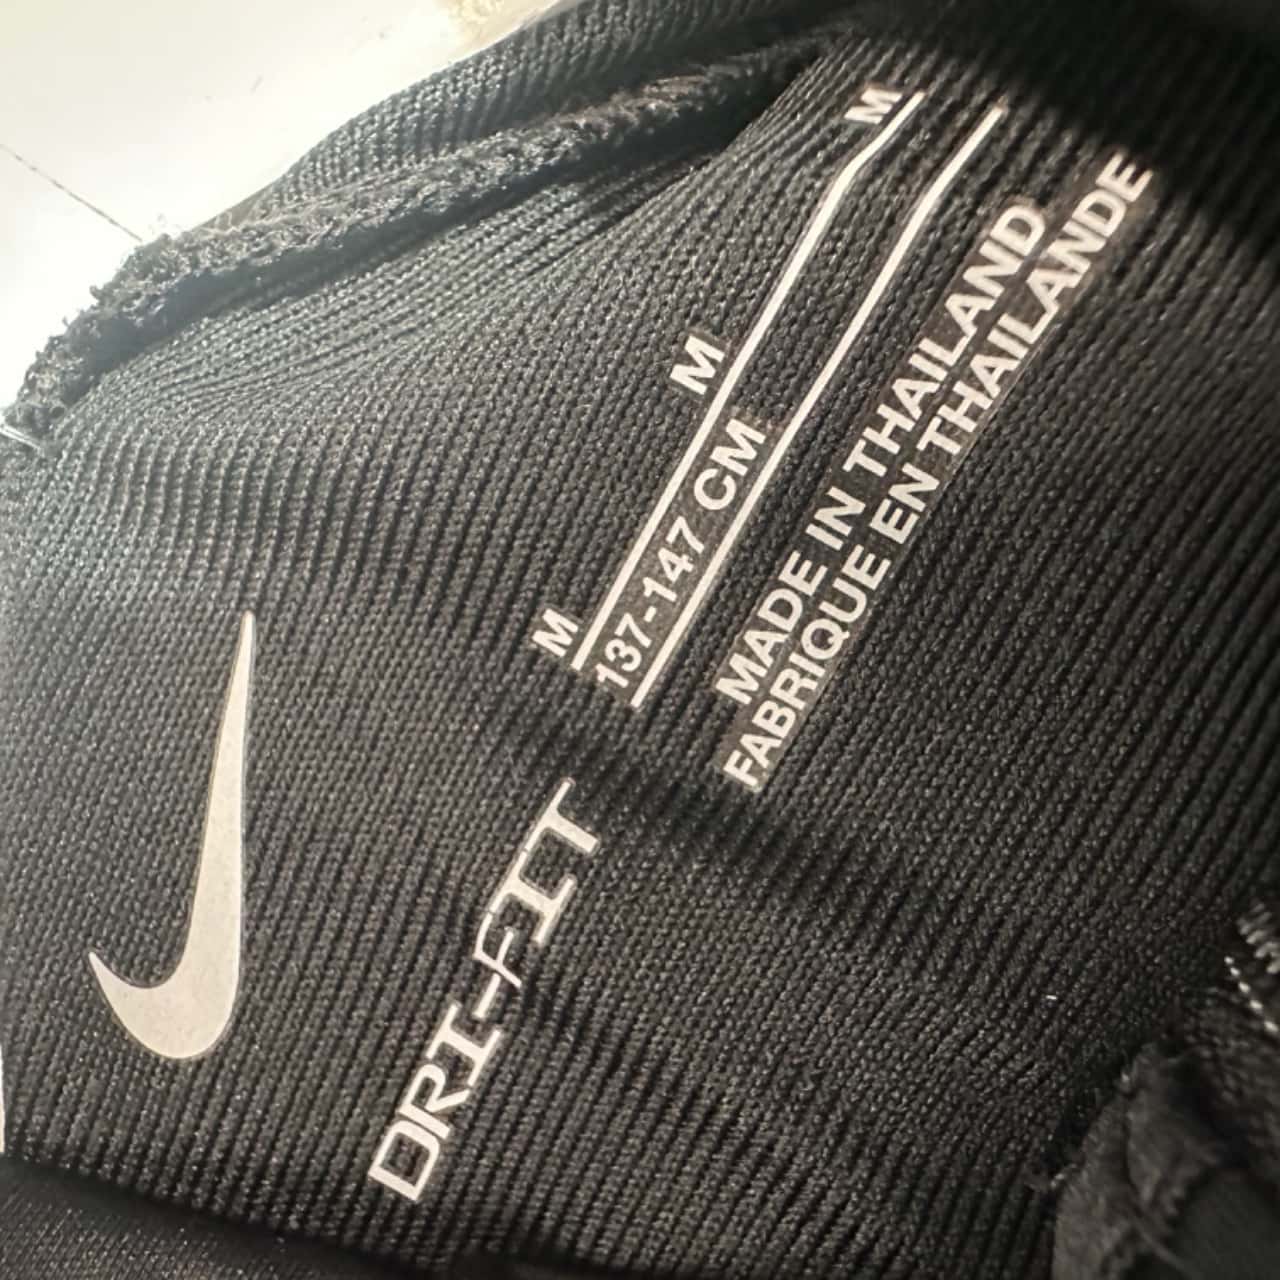 M M M
137-147 CM
MADE IN THAILAND
FABRIQUE EN THAILANDE
DRI-FIT